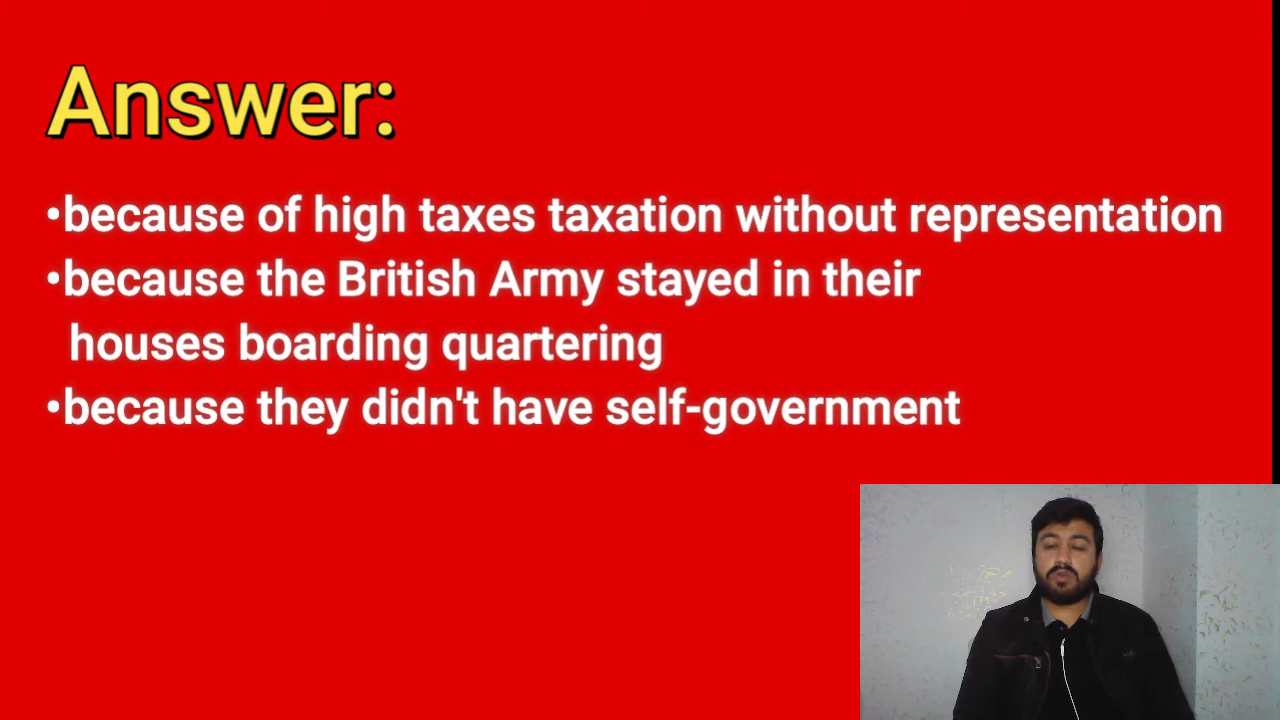 Answer:
•because of high taxes taxation without representation
•because the British Army stayed in their
houses boarding quartering
•because they didn't have self-government